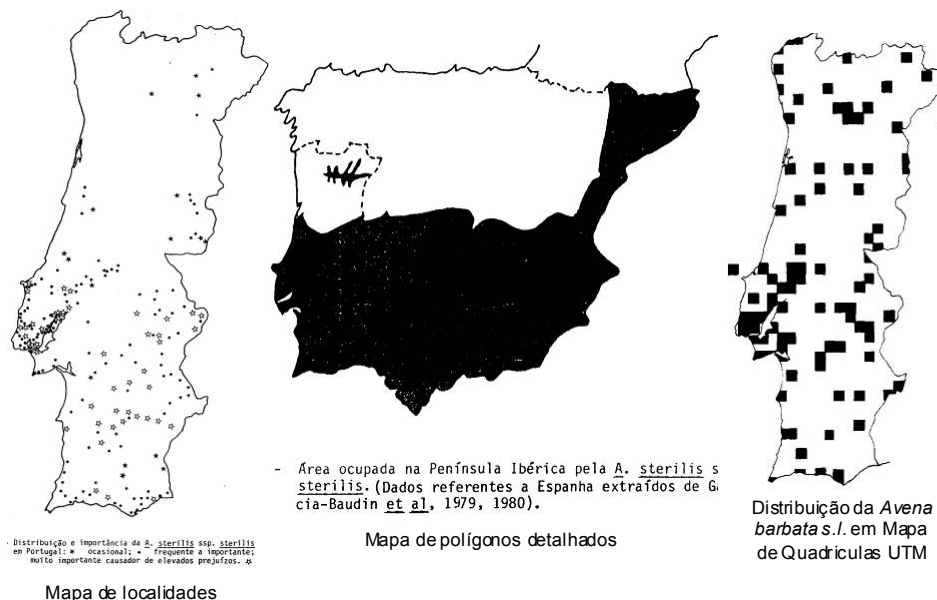 - Distribuição e importância da A. sterilis ssp. sterilis
em Portugal: * ocasional; • frequente a importante;
muito importante causador de elevados prejuízos. ☆
Mapa de localidades
- Área ocupada na Península Ibérica pela A. sterilis s
sterilis. (Dados referentes a Espanha extraídos de Ga
cia-Baudin et al, 1979, 1980).
Mapa de polígonos detalhados
Distribuição da Avena
barbata s.l. em Mapa
de Quadriculas UTM